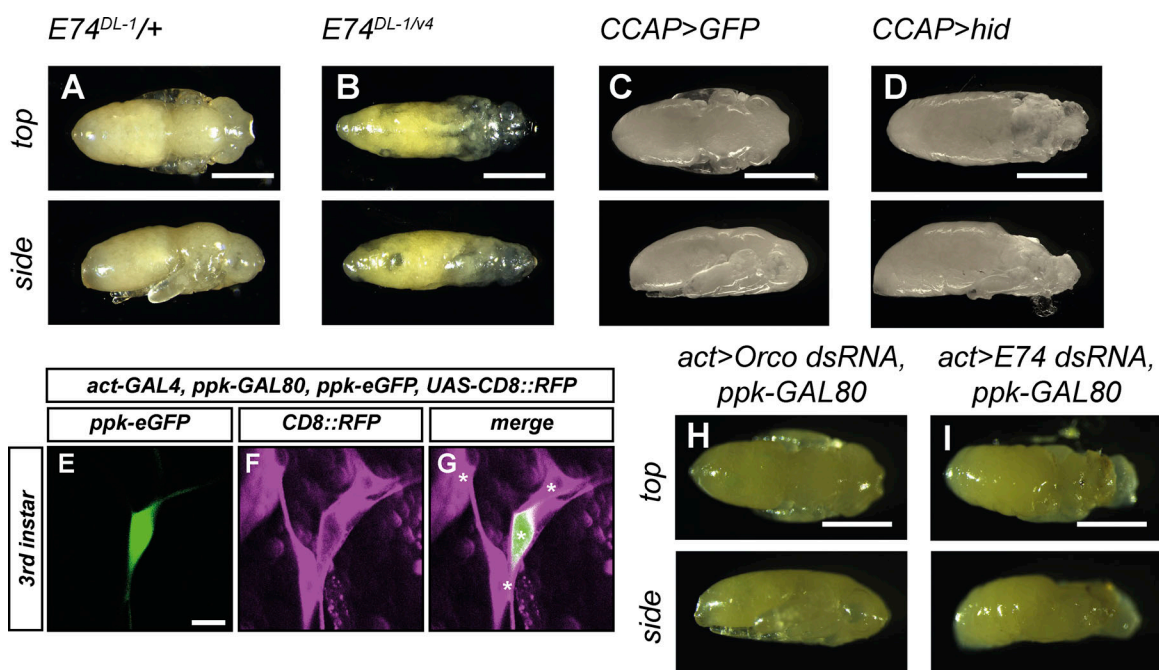 E74DL-1/+
E74DL-1/v4
CCAP>GFP
CCAP>hid
top
A
B
C
D
side
act-GAL4, ppk-GAL80, ppk-eGFP, UAS-CD8::RFP
ppk-eGFP
CD8::RFP
merge
3rd instar
E
F
G
*
*
*
*
act>Orco dsRNA,
ppk-GAL80
act>E74 dsRNA,
ppk-GAL80
top
H
I
side